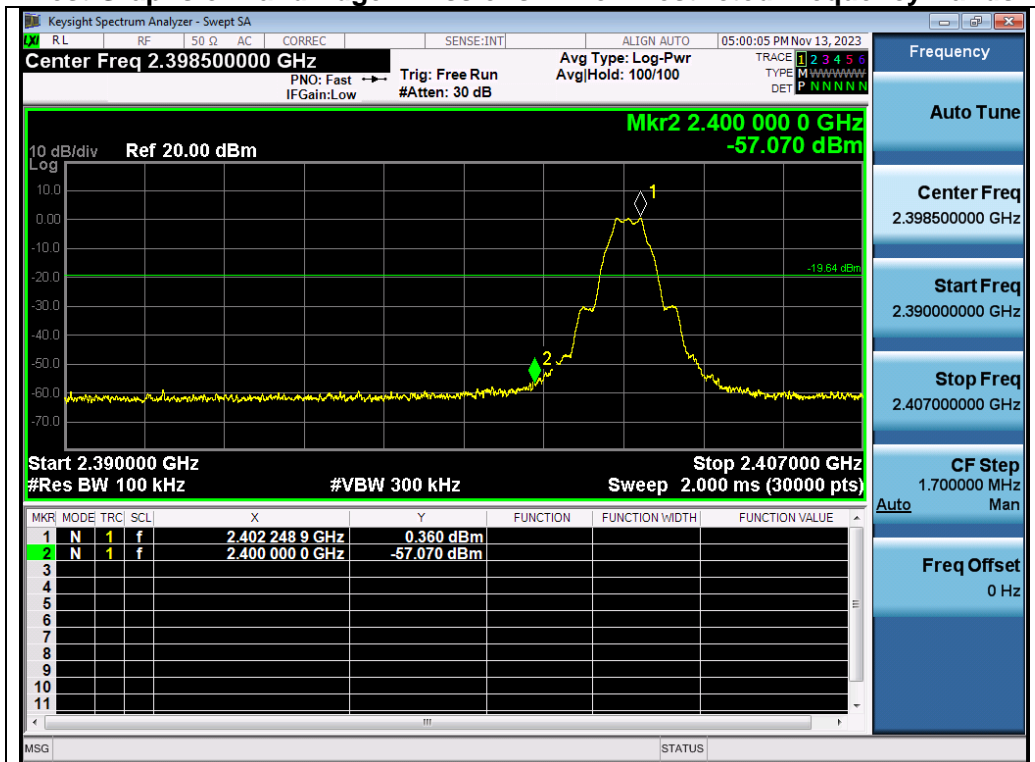 Keysight Spectrum Analyzer - Swept SA
LXI RL RF 50 Ω AC CORREC SENSE:INT ALIGN AUTO 05:00:05 PM Nov 13, 2023
Center Freq 2.398500000 GHz
PNO: Fast
IFGain:Low
Trig: Free Run
#Atten: 30 dB
Avg Type: Log-Pwr
Avg|Hold: 100/100
TRACE 1 2 3 4 5 6
TYPE M WWWWW
DET P N N N N N
Mkr2 2.400 000 0 GHz
-57.070 dBm
10 dB/div Ref 20.00 dBm
Log
10.0
0.00
-10.0
-20.0
-30.0
-40.0
-50.0
-60.0
-70.0
1
-19.64 dBm
2
Start 2.390000 GHz Stop 2.407000 GHz
#Res BW 100 kHz #VBW 300 kHz Sweep 2.000 ms (30000 pts)
MKR MODE TRC SCL X Y FUNCTION FUNCTION WIDTH FUNCTION VALUE
1 N 1 f 2.402 248 9 GHz 0.360 dBm
2 N 1 f 2.400 000 0 GHz -57.070 dBm
3
4
5
6
7
8
9
10
11
MSG STATUS
Frequency
Auto Tune
Center Freq
2.398500000 GHz
Start Freq
2.390000000 GHz
Stop Freq
2.407000000 GHz
CF Step
1.700000 MHz
Auto Man
Freq Offset
0 Hz